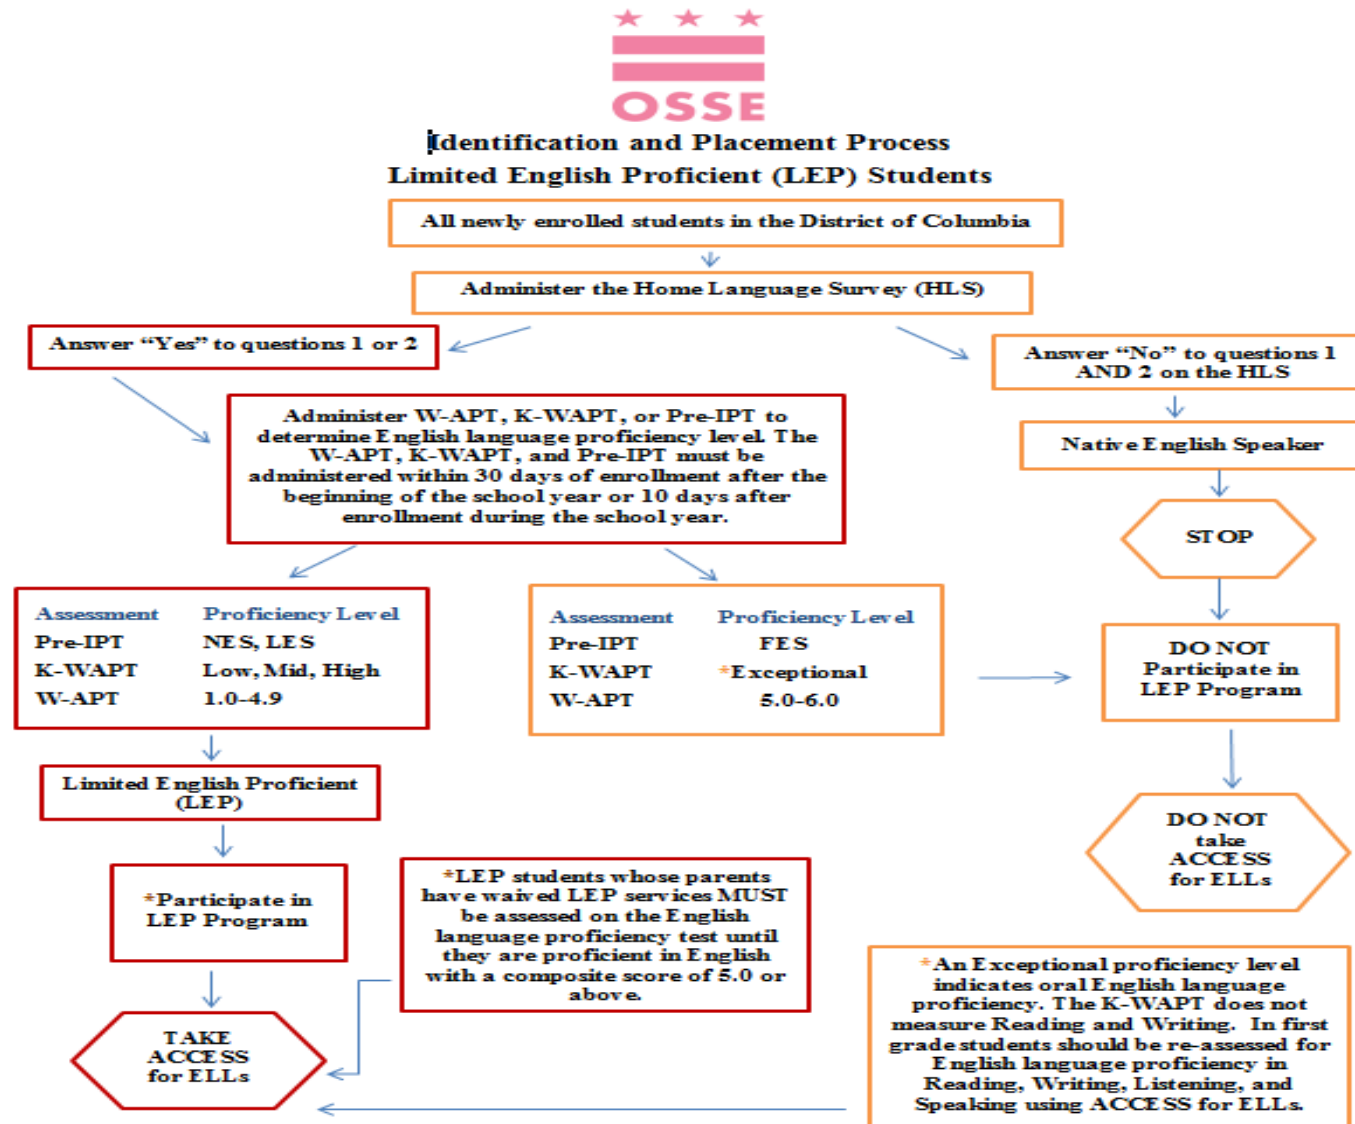 OSSE
Identification and Placement Process
Limited English Proficient (LEP) Students
All newly enrolled students in the District of Columbia
Administer the Home Language Survey (HLS)
Answer “Yes” to questions 1 or 2
Answer “No” to questions 1
AND 2 on the HLS
Administer W-APT, K-WAPT, or Pre-IPT to
determine English language proficiency level. The
W-APT, K-WAPT, and Pre-IPT must be
administered within 30 days of enrollment after the
beginning of the school year or 10 days after
enrollment during the school year.
Native English Speaker
STOP
Assessment Proficiency Level
Pre-IPT NES, LES
K-WAPT Low, Mid, High
W-APT 1.0-4.9
Assessment Proficiency Level
Pre-IPT FES
K-WAPT *Exceptional
W-APT 5.0-6.0
DO NOT
Participate in
LEP Program
Limited English Proficient
(LEP)
DO NOT
take
ACCESS
for ELLs
*Participate in
LEP Program
*LEP students whose parents
have waived LEP services MUST
be assessed on the English
language proficiency test until
they are proficient in English
with a composite score of 5.0 or
above.
TAKE
ACCESS
for ELLs
*An Exceptional proficiency level
indicates oral English language
proficiency. The K-WAPT does not
measure Reading and Writing. In first
grade students should be re-assessed for
English language proficiency in
Reading, Writing, Listening, and
Speaking using ACCESS for ELLs.